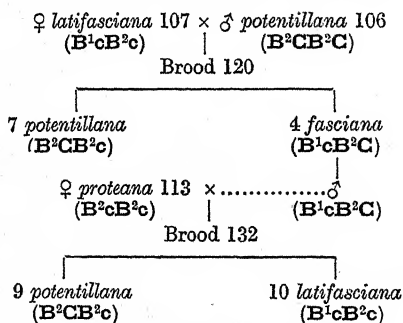 ♀ latifasciana 107 × ♂ potentillana 106
(B¹cB²c) (B²CB²C)
Brood 120
7 potentillana 4 fasciana
(B²CB²c) (B¹cB²C)
♀ proteana 113 × ............♂
(B²cB²c) (B¹cB²C)
Brood 132
9 potentillana 10 latifasciana
(B²CB²c) (B¹cB²c)